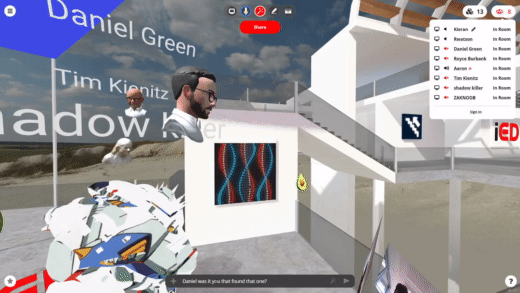 Share
13
8
Daniel Green
Tim Kienitz
shadow Killer
Kieran
In Room
Rwatson
In Room
Daniel Green
In Room
Royce Burbank
In Room
Aaron
In Room
Tim Kienitz
In Room
shadow killer
In Room
ZAKNOOB
In Room
Sign in
iED
Daniel was it you that found that one?
?